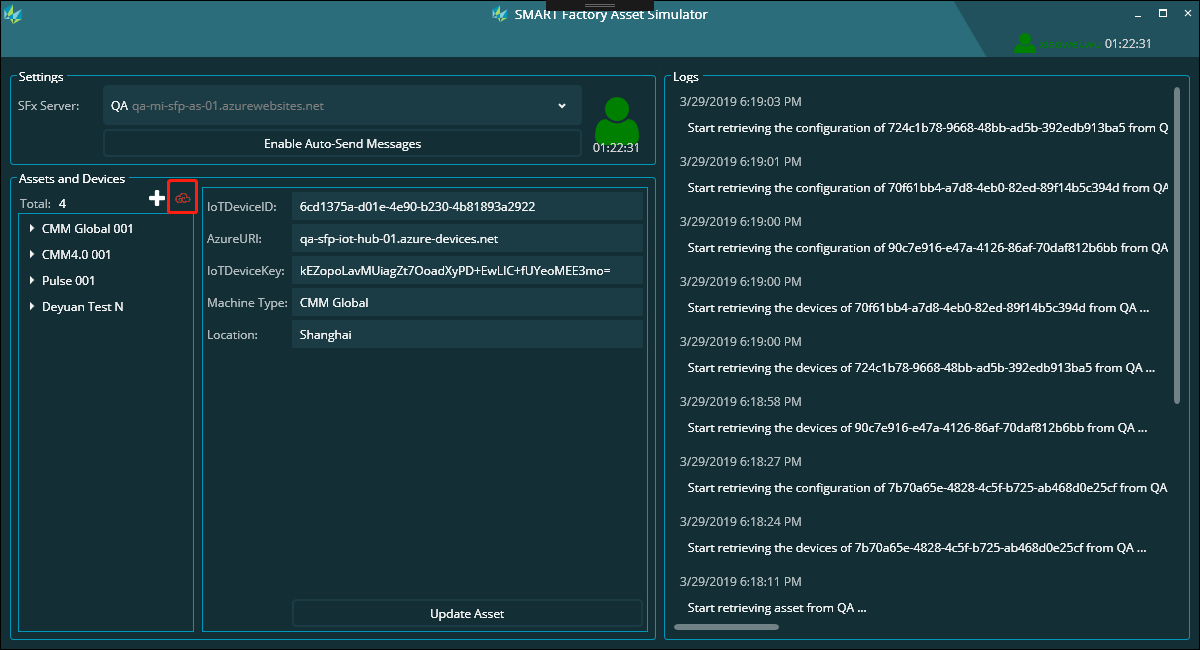 SMART Factory Asset Simulator
01:22:31
Settings
SFx Server:
QA qa-mi-sfp-as-01.azurewebsites.net
Enable Auto-Send Messages
01:22:31
Assets and Devices
Total: 4
CMM Global 001
CMM4.0 001
Pulse 001
Deyuan Test N
IoTDeviceID: 6cd1375a-d01e-4e90-b230-4b81893a2922
AzureURI: qa-sfp-iot-hub-01.azure-devices.net
IoTDeviceKey: kEZopoLavMUiagZt7OoadXyPD+EwLIC+fUYeoMEE3mo=
Machine Type: CMM Global
Location: Shanghai
Update Asset
Logs
3/29/2019 6:19:03 PM
Start retrieving the configuration of 724c1b78-9668-48bb-ad5b-392edb913ba5 from Q
3/29/2019 6:19:01 PM
Start retrieving the configuration of 70f61bb4-a7d8-4eb0-82ed-89f14b5c394d from QA
3/29/2019 6:19:00 PM
Start retrieving the configuration of 90c7e916-e47a-4126-86af-70daf812b6bb from QA
3/29/2019 6:19:00 PM
Start retrieving the devices of 70f61bb4-a7d8-4eb0-82ed-89f14b5c394d from QA ...
3/29/2019 6:19:00 PM
Start retrieving the devices of 724c1b78-9668-48bb-ad5b-392edb913ba5 from QA ...
3/29/2019 6:18:58 PM
Start retrieving the devices of 90c7e916-e47a-4126-86af-70daf812b6bb from QA ...
3/29/2019 6:18:27 PM
Start retrieving the configuration of 7b70a65e-4828-4c5f-b725-ab468d0e25cf from QA
3/29/2019 6:18:24 PM
Start retrieving the devices of 7b70a65e-4828-4c5f-b725-ab468d0e25cf from QA ...
3/29/2019 6:18:11 PM
Start retrieving asset from QA ...